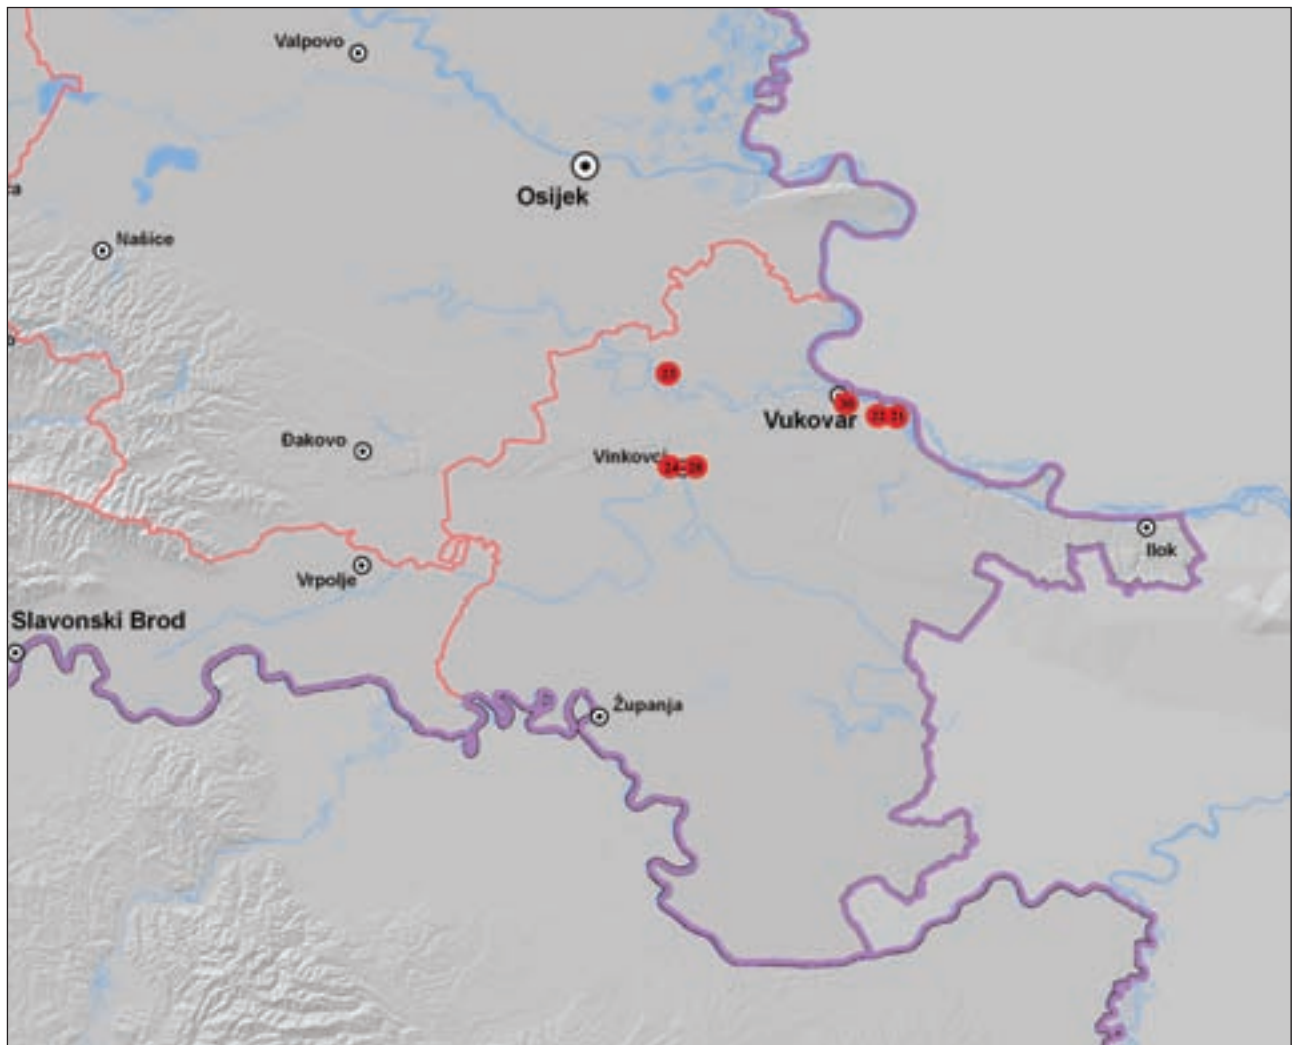 Valpovo
Osijek
Našice
Đakovo
Vukovar
Vinkovci
Ilok
Vrpolje
Slavonski Brod
Županja